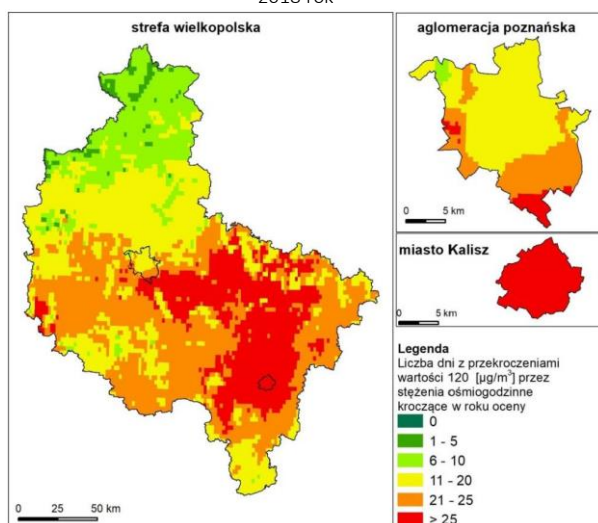 2018 rok
strefa wielkopolska
aglomeracja poznańska
0 5 km
miasto Kalisz
0 5 km
Legenda
Liczba dni z przekroczeniami
wartości 120 [µg/m³] przez
stężenia ośmiogodzinne
kroczące w roku oceny
0
1 - 5
6 - 10
11 - 20
21 - 25
> 25
0 25 50 km